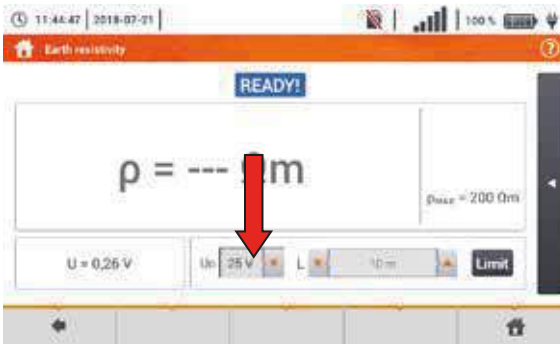 11:44:47 2018-07-21 100 %
Earth resistivity
READY!
ρ = --- Ωm
ρmax = 200 Ωm
U = 0,26 V Un 25 V L 10 m Limit